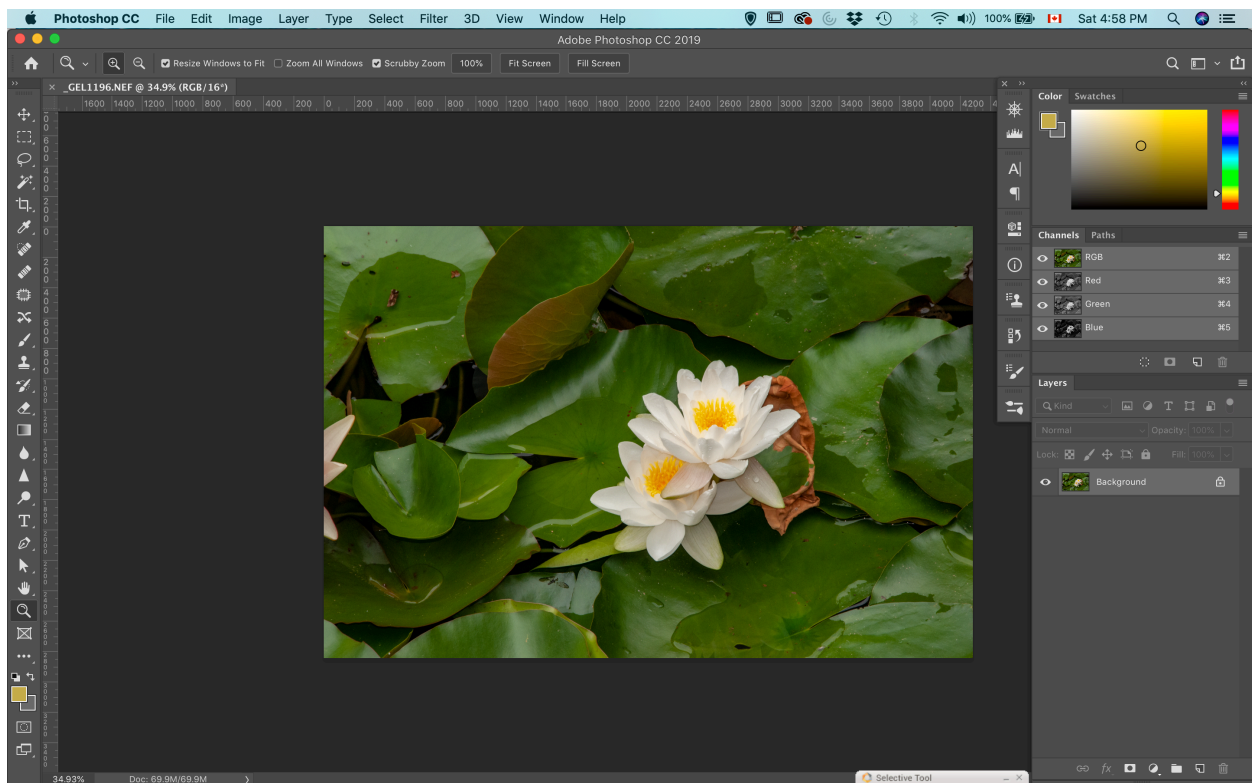 Photoshop CC File Edit Image Layer Type Select Filter 3D View Window Help 100% Sat 4:58 PM
Adobe Photoshop CC 2019
Resize Windows to Fit Zoom All Windows Scrubby Zoom 100% Fit Screen Fill Screen
_GEL1196.NEF @ 34.9% (RGB/16*)
1600 1400 1200 1000 800 600 400 200 0 200 400 600 800 1000 1200 1400 1600 1800 2000 2200 2400 2600 2800 3000 3200 3400 3600 3800 4000 4200
Color Swatches
Channels Paths
RGB ⌘2
Red ⌘3
Green ⌘4
Blue ⌘5
Layers
Kind
Normal Opacity: 100%
Lock: Fill: 100%
Background
fx
34.93% Doc: 69.9M/69.9M
Selective Tool